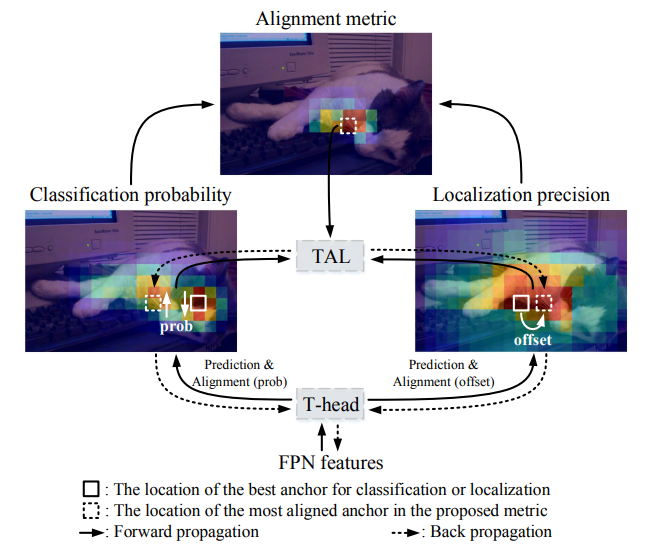 Alignment metric
Classification probability
Localization precision
TAL
prob
offset
Prediction &
Alignment (prob)
Prediction &
Alignment (offset)
T-head
FPN features
: The location of the best anchor for classification or localization
: The location of the most aligned anchor in the proposed metric
: Forward propagation
: Back propagation